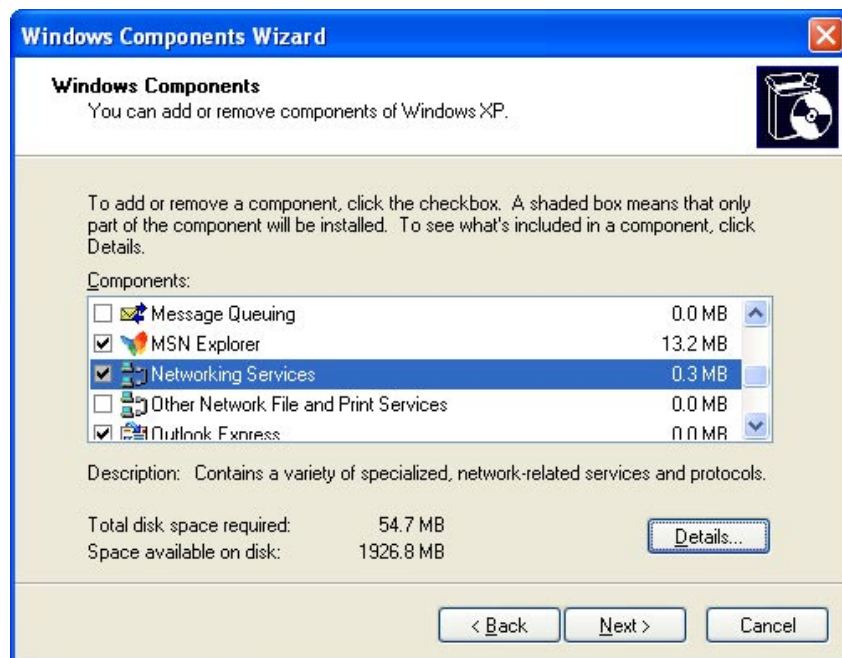 Windows Components Wizard
Windows Components
You can add or remove components of Windows XP.
To add or remove a component, click the checkbox. A shaded box means that only
part of the component will be installed. To see what's included in a component, click
Details.
Components:
Message Queuing 0.0 MB
MSN Explorer 13.2 MB
Networking Services 0.3 MB
Other Network File and Print Services 0.0 MB
Outlook Express 0.0 MB
Description: Contains a variety of specialized, network-related services and protocols.
Total disk space required: 54.7 MB
Space available on disk: 1926.8 MB
Details...
< Back Next > Cancel